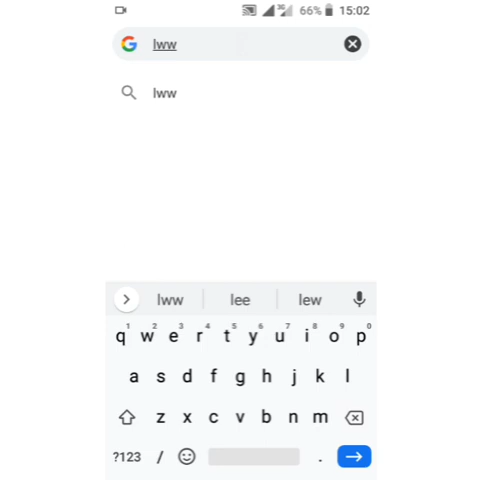 3G 66% 15:02
lww
lww
lww lee lew
1 2 3 4 5 6 7 8 9 0
q w e r t y u i o p
a s d f g h j k l
z x c v b n m
?123 / .